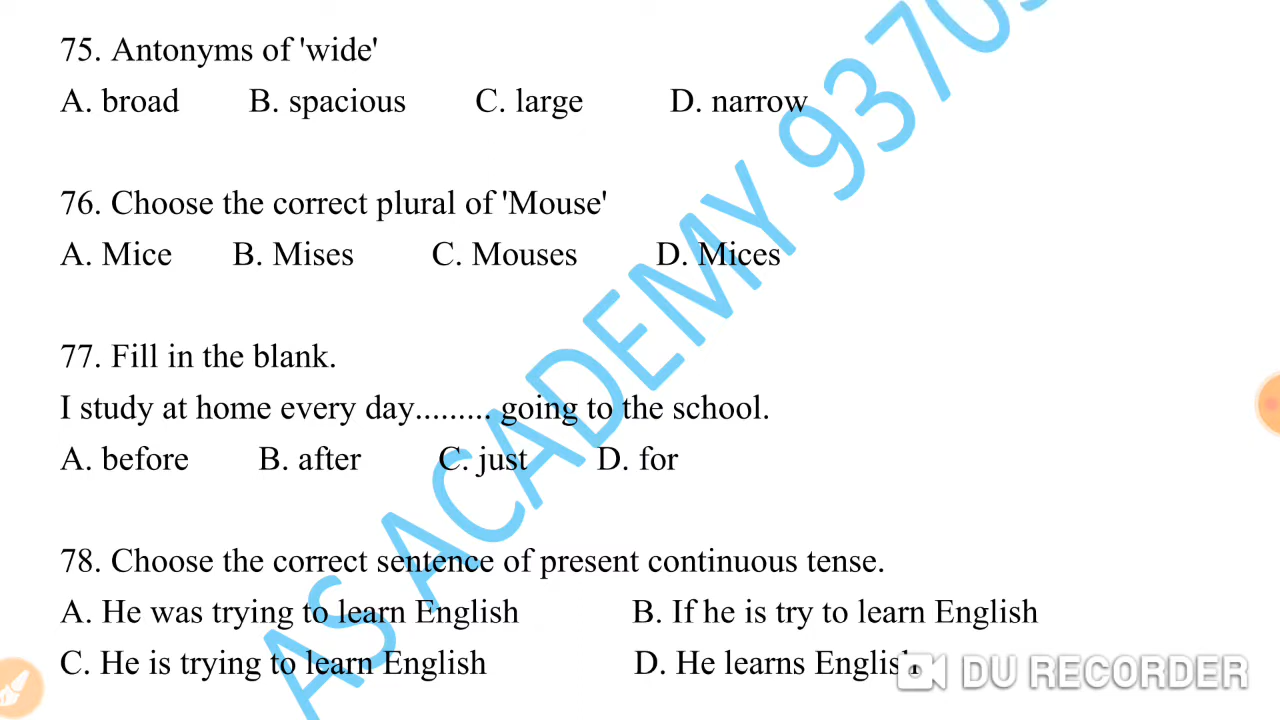 75. Antonyms of 'wide'
A. broad B. spacious C. large D. narrow
76. Choose the correct plural of 'Mouse'
A. Mice B. Mises C. Mouses D. Mices
77. Fill in the blank.
I study at home every day......... going to the school.
A. before B. after C. just D. for
78. Choose the correct sentence of present continuous tense.
A. He was trying to learn English B. If he is try to learn English
C. He is trying to learn English D. He learns English
AS ACADEMY 9370
DU RECORDER